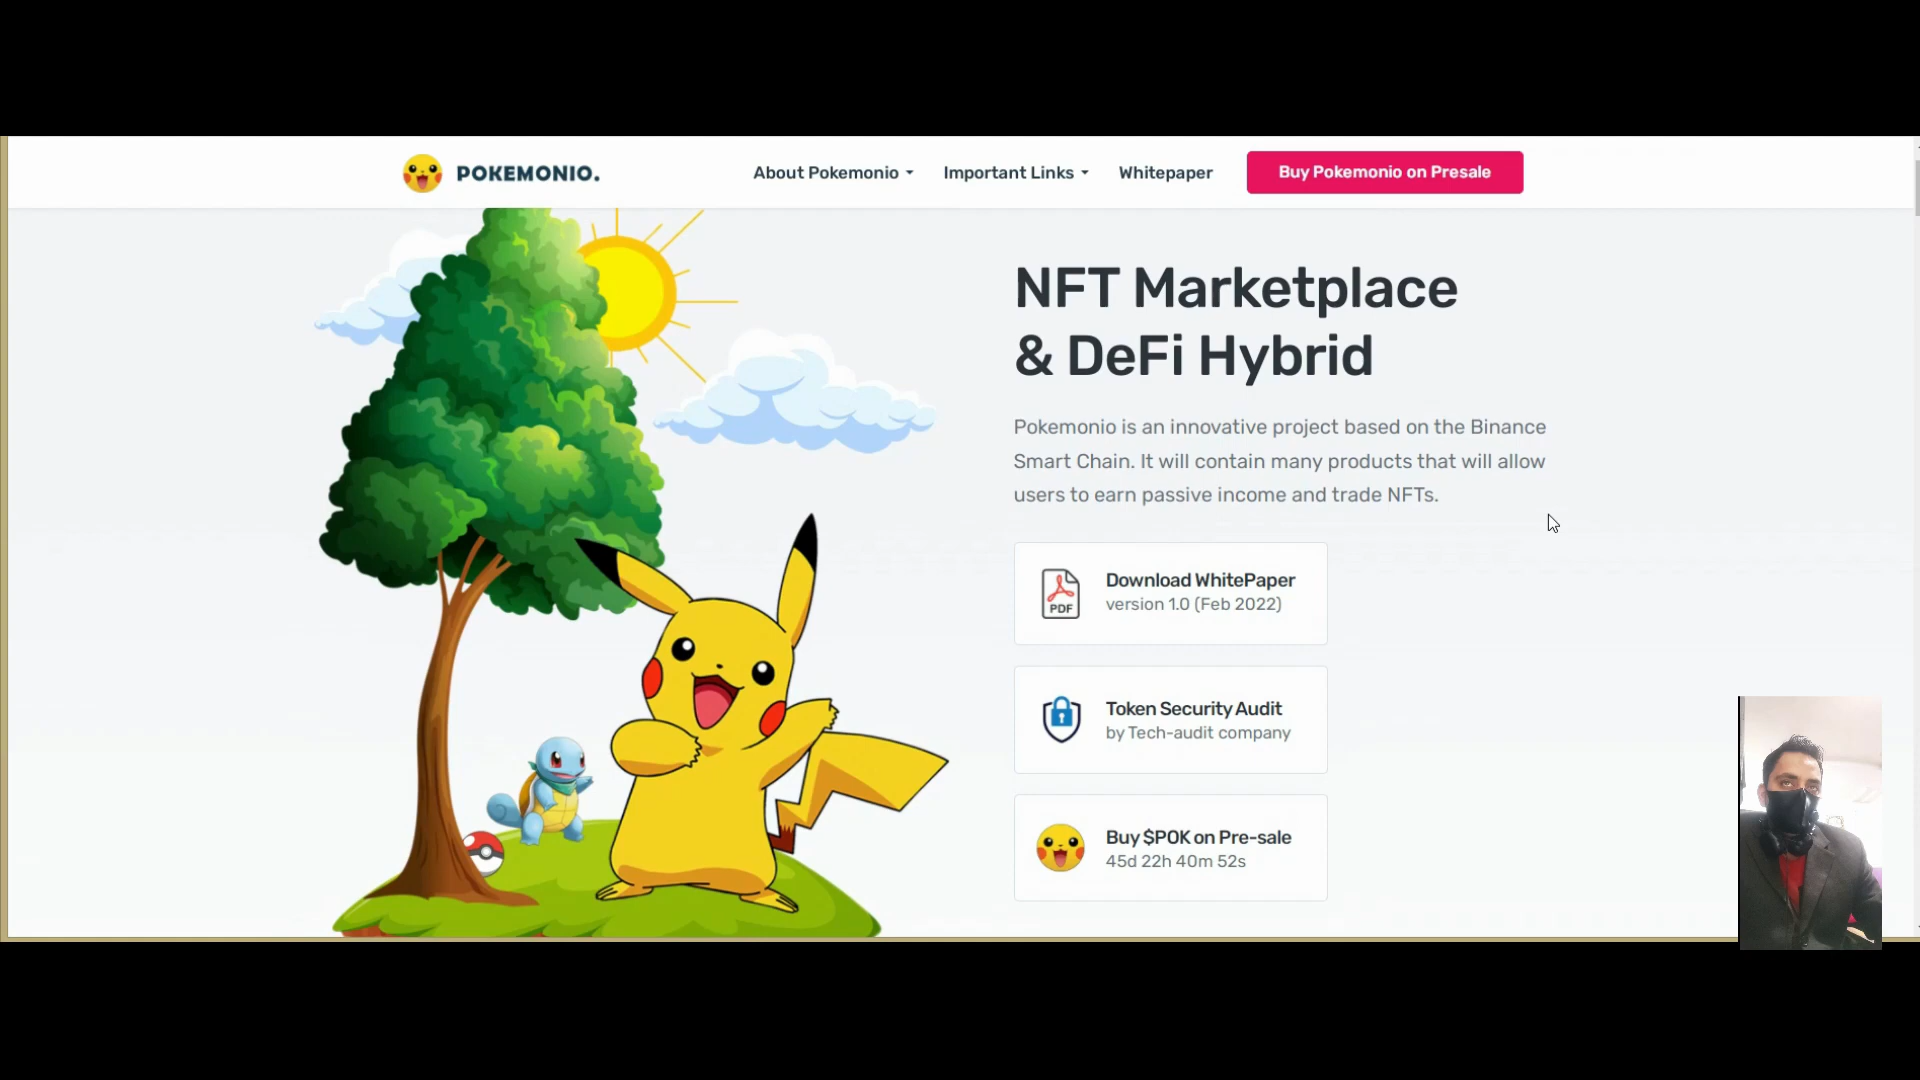 POKEMONIO.
About Pokemonio
Important Links
Whitepaper
Buy Pokemonio on Presale
NFT Marketplace
& DeFi Hybrid
Pokemonio is an innovative project based on the Binance
Smart Chain. It will contain many products that will allow
users to earn passive income and trade NFTs.
PDF
Download WhitePaper
version 1.0 (Feb 2022)
Token Security Audit
by Tech-audit company
Buy $POK on Pre-sale
45d 22h 40m 52s